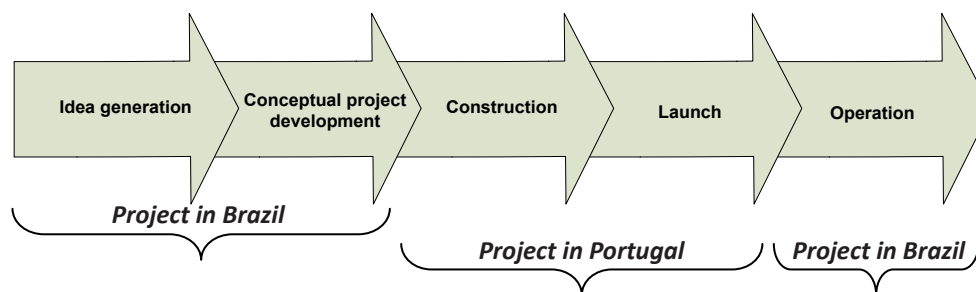 Idea generation
Conceptual project
development
Construction
Launch
Operation
Project in Brazil
Project in Portugal
Project in Brazil